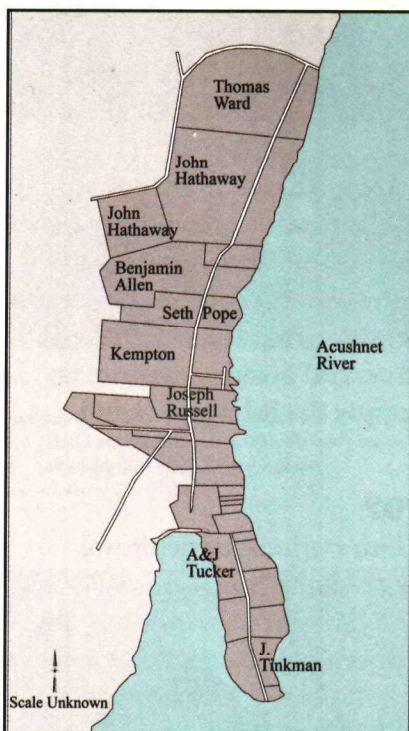 Thomas
Ward
John
Hathaway
John
Hathaway
Benjamin
Allen
Seth Pope
Kempton
Acushnet
River
Joseph
Russell
A&J
Tucker
J.
Tinkman
Scale Unknown